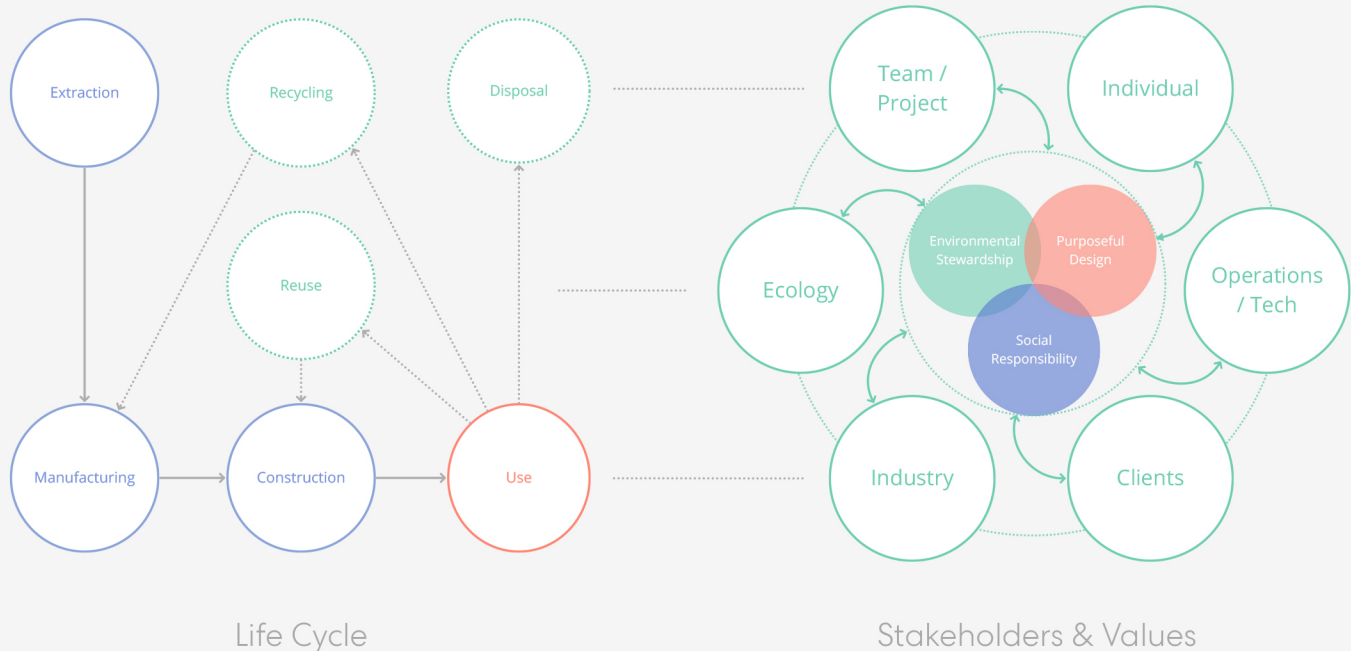 Extraction
Recycling
Disposal
Reuse
Manufacturing
Construction
Use
Life Cycle
Team /
Project
Individual
Ecology
Environmental
Stewardship
Purposeful
Design
Social
Responsibility
Operations
/ Tech
Industry
Clients
Stakeholders & Values